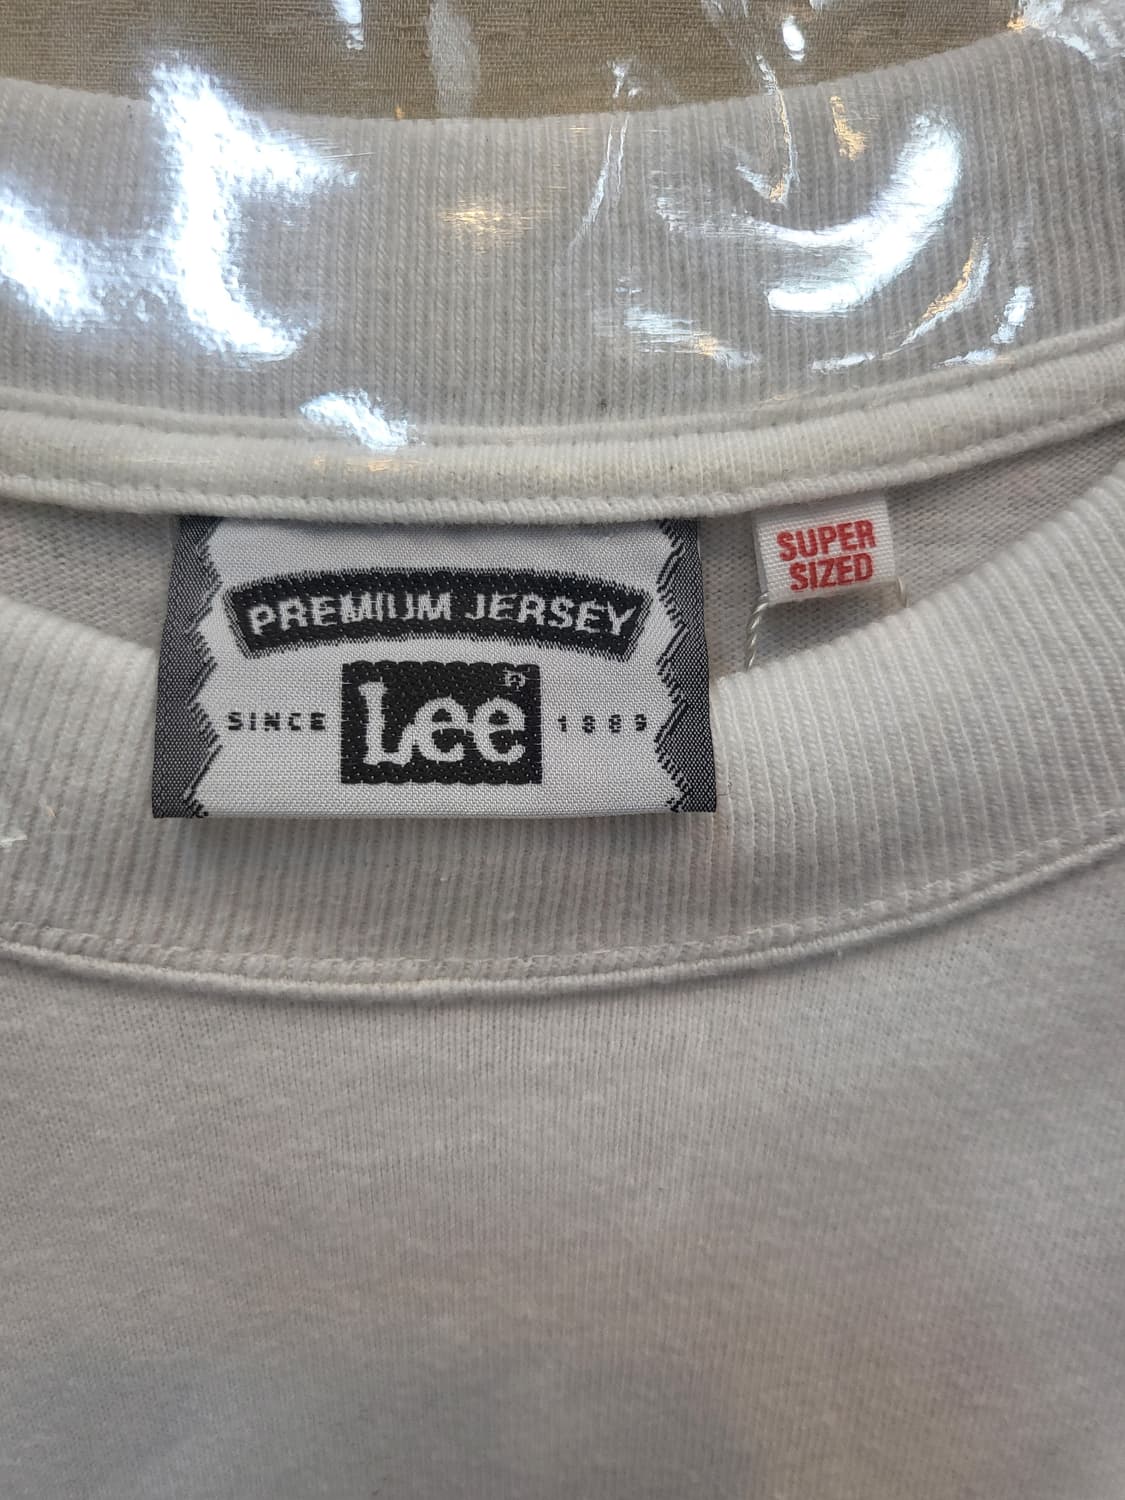 PREMIUM JERSEY
Lee
SINCE 1889
SUPER
SIZED